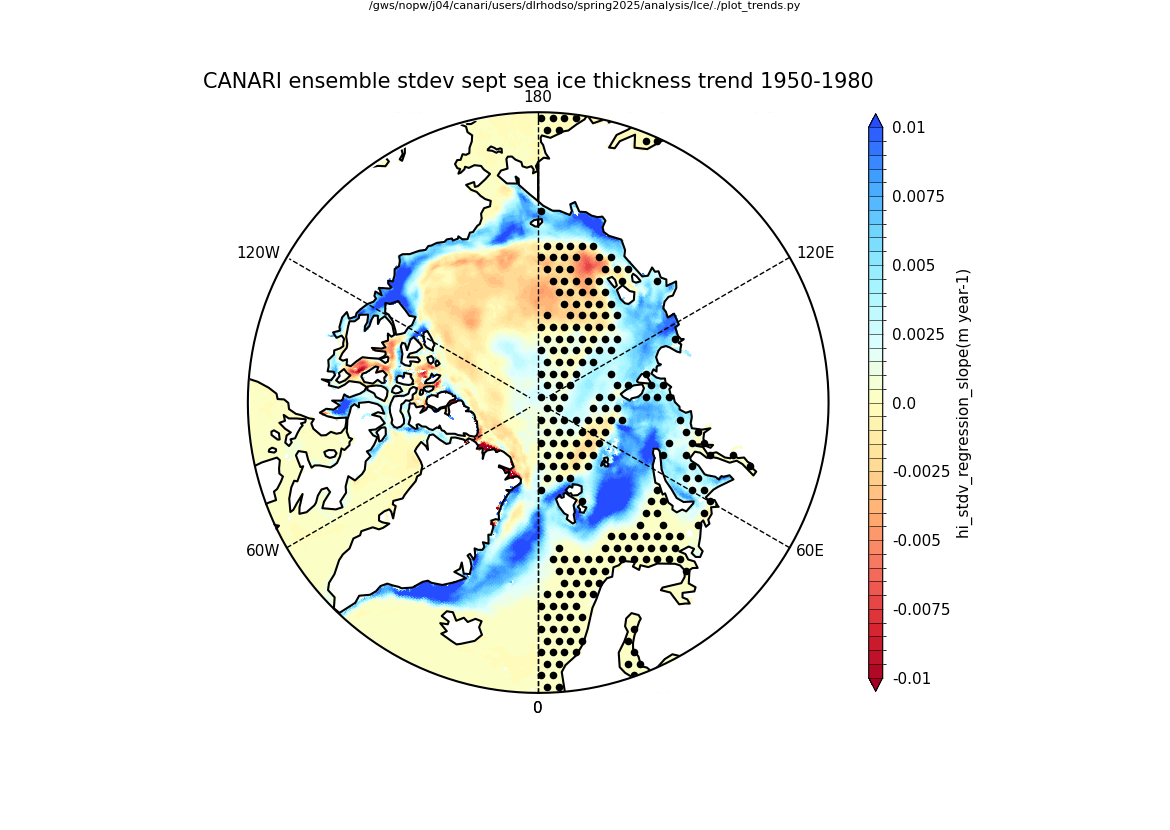 /gws/nopw/j04/canari/users/dlrhodso/spring2025/analysis/Ice/./plot_trends.py
CANARI ensemble stdev sept sea ice thickness trend 1950-1980
180
120W
120E
60W
60E
0
0.01
0.0075
0.005
0.0025
0.0
-0.0025
-0.005
-0.0075
-0.01
hi_stdv_regression_slope(m year-1)